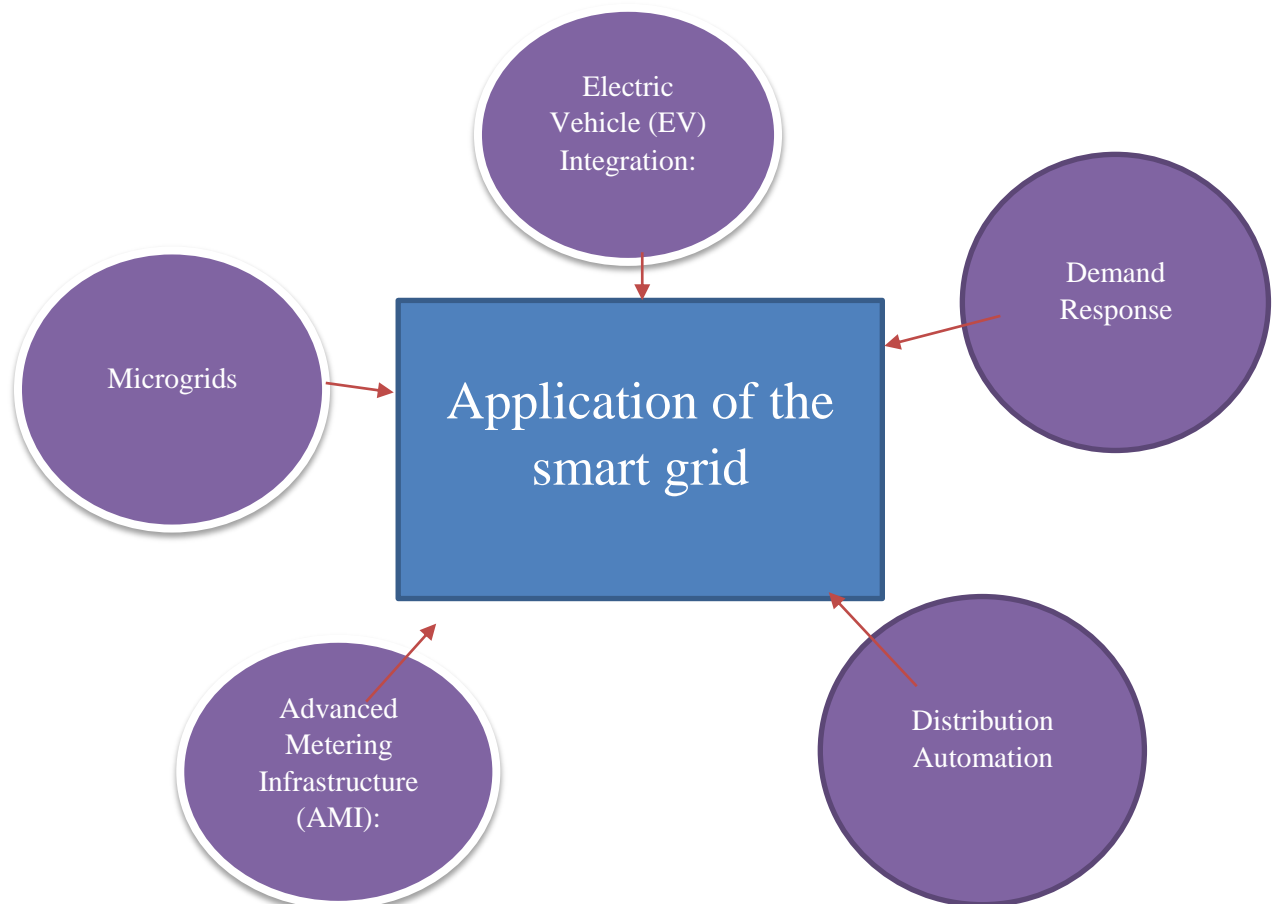 Electric
Vehicle (EV)
Integration:
Demand
Response
Microgrids
Application of the
smart grid
Advanced
Metering
Infrastructure
(AMI):
Distribution
Automation